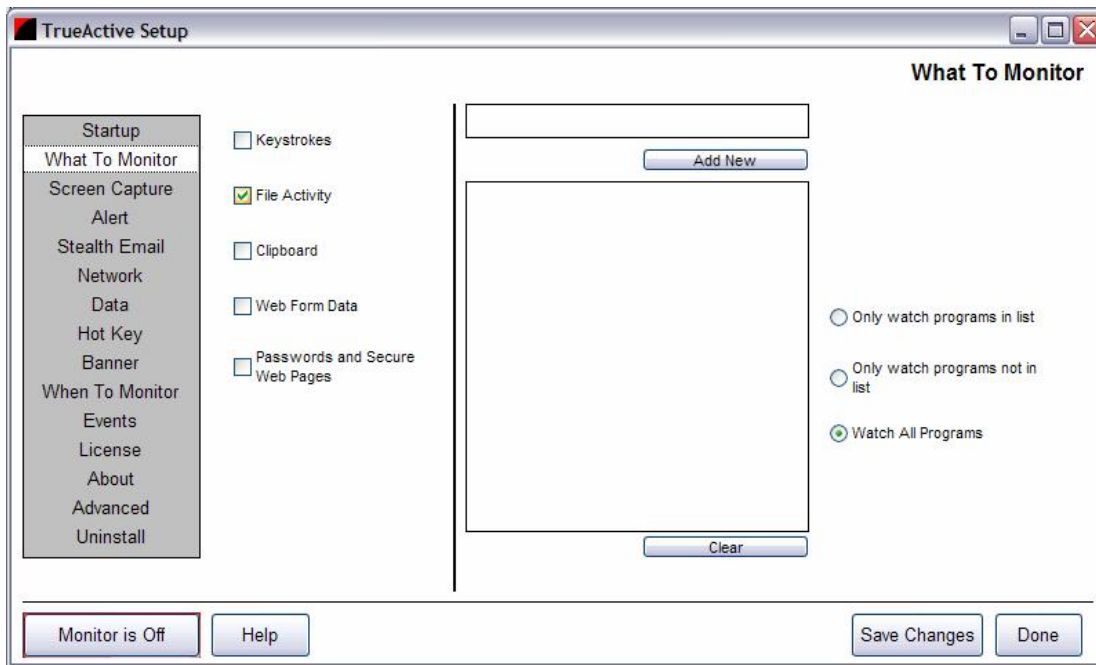 TrueActive Setup
What To Monitor
Startup
What To Monitor
Screen Capture
Alert
Stealth Email
Network
Data
Hot Key
Banner
When To Monitor
Events
License
About
Advanced
Uninstall
Keystrokes
File Activity
Clipboard
Web Form Data
Passwords and Secure
Web Pages
Add New
Clear
Only watch programs in list
Only watch programs not in
list
Watch All Programs
Monitor is Off
Help
Save Changes
Done